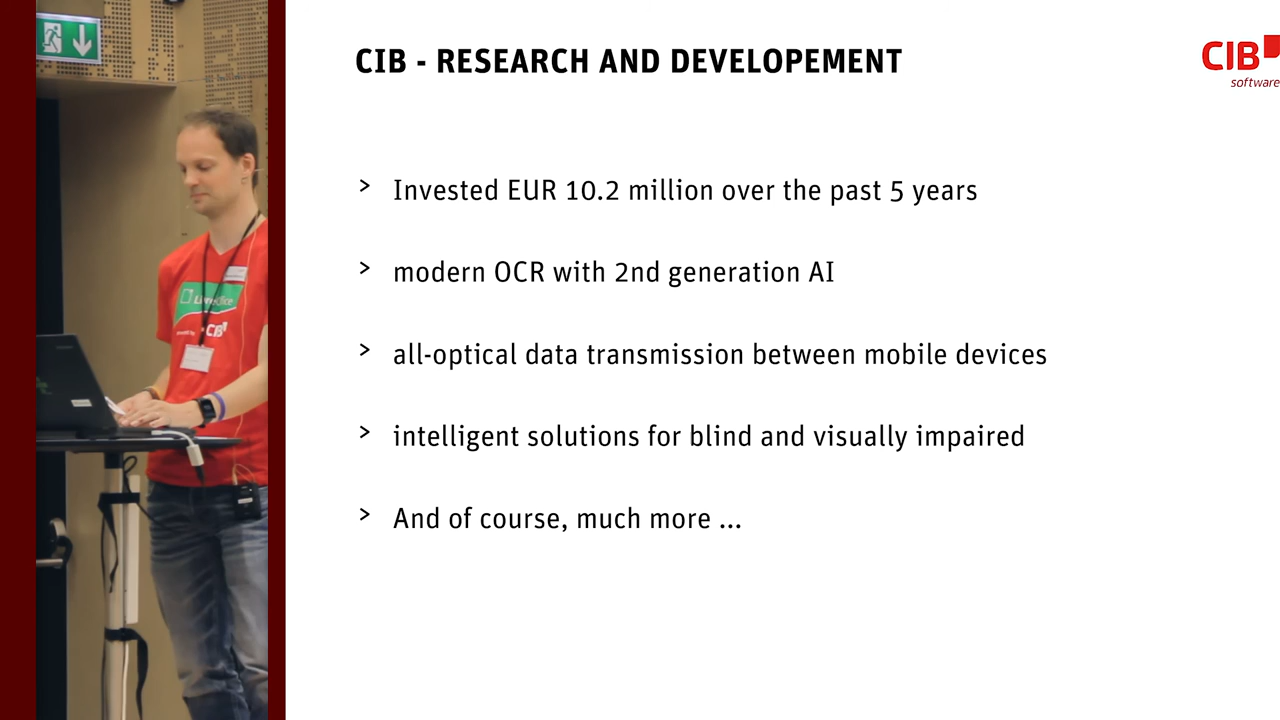 CIB - RESEARCH AND DEVELOPEMENT
CIB
software
> Invested EUR 10.2 million over the past 5 years
> modern OCR with 2nd generation AI
> all-optical data transmission between mobile devices
> intelligent solutions for blind and visually impaired
> And of course, much more ...
LibreOffice
CIB